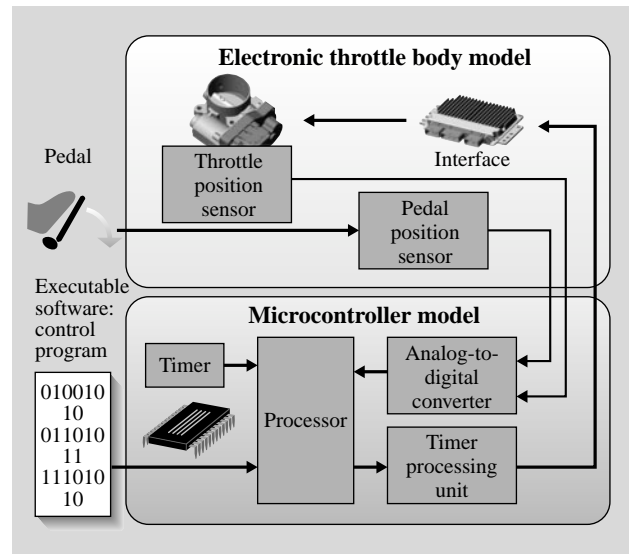 Electronic throttle body model
Pedal
Interface
Throttle
position
sensor
Pedal
position
sensor
Executable
software:
control
program
Microcontroller model
Timer
Processor
Analog-to-
digital
converter
Timer
processing
unit
010010
10
011010
11
111010
10